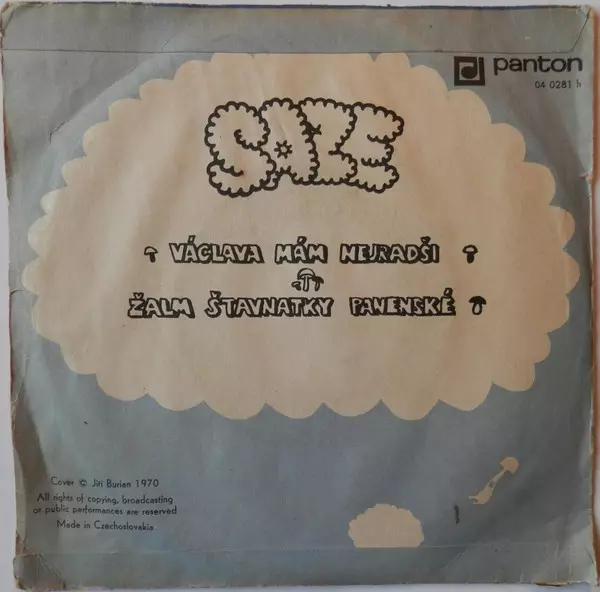 panton
04 0281 h
SAZE
VÁCLAVA MÁM NEJRADŠI
ŽALM ŠTAVNATKY PANENSKÉ
Cover © Jiří Burian 1970
All rights of copying, broadcasting
or public performances are reserved
Made in Czechoslovakia